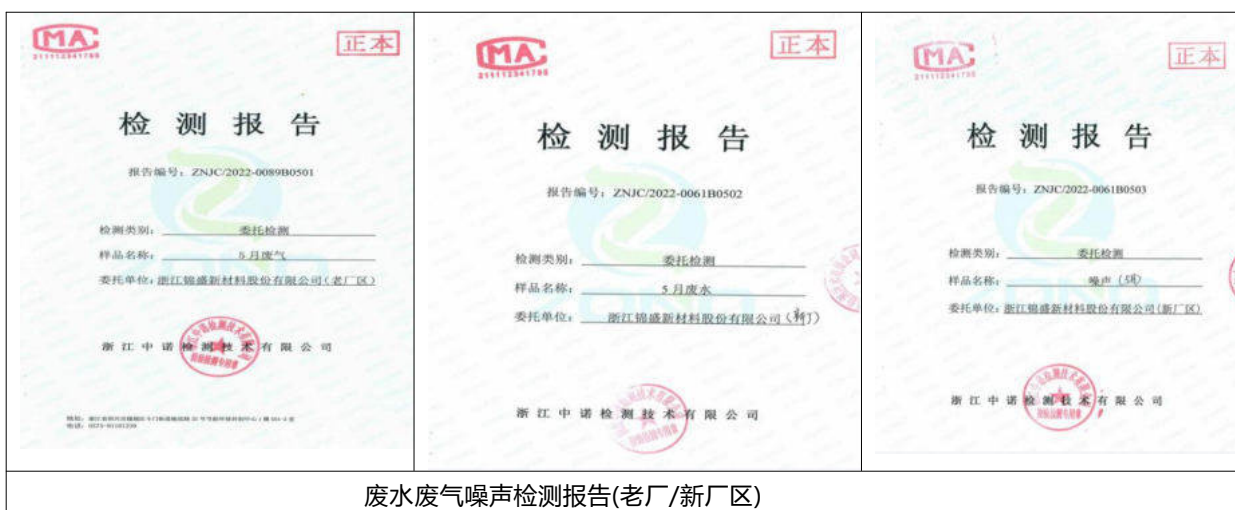 MA
正本
检 测 报 告
报告编号：ZNJC/2022-0089B0501
检测类别：委托检测
样品名称：5 月废气
委托单位：浙江锦盛新材料股份有限公司(老厂区)
浙 江 中 诺 检 测 技 术 有 限 公 司
MA
正本
检 测 报 告
报告编号：ZNJC/2022-0061B0502
检测类别：委托检测
样品名称：5 月废水
委托单位：浙江锦盛新材料股份有限公司
浙 江 中 诺 检 测 技 术 有 限 公 司
MA
正本
检 测 报 告
报告编号：ZNJC/2022-0061B0503
检测类别：委托检测
样品名称：噪声
委托单位：浙江锦盛新材料股份有限公司(新厂区)
浙 江 中 诺 检 测 技 术 有 限 公 司
废水废气噪声检测报告(老厂/新厂区)